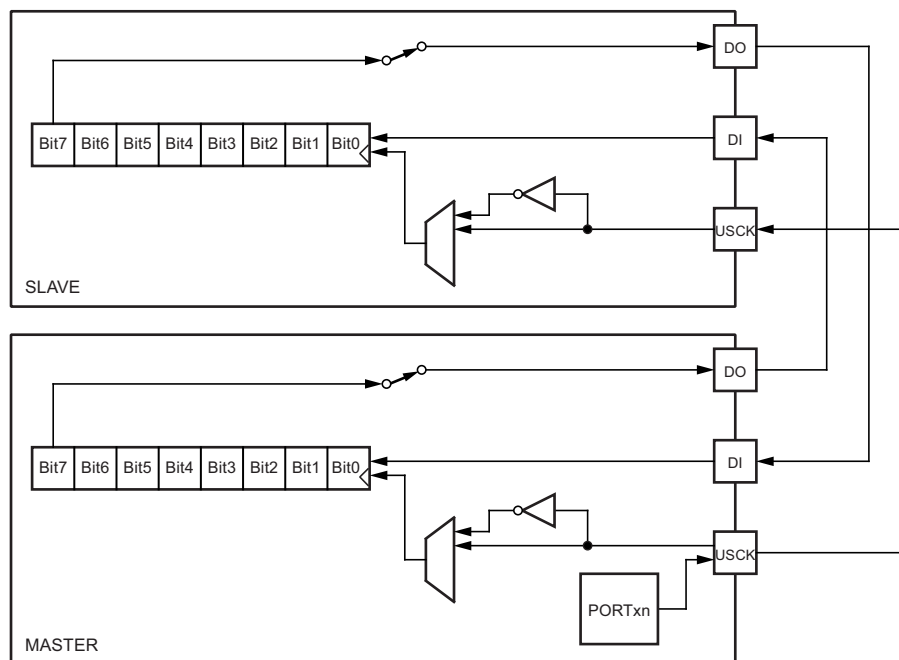 DO
Bit7 Bit6 Bit5 Bit4 Bit3 Bit2 Bit1 Bit0
DI
USCK
SLAVE
DO
Bit7 Bit6 Bit5 Bit4 Bit3 Bit2 Bit1 Bit0
DI
USCK
PORTxn
MASTER